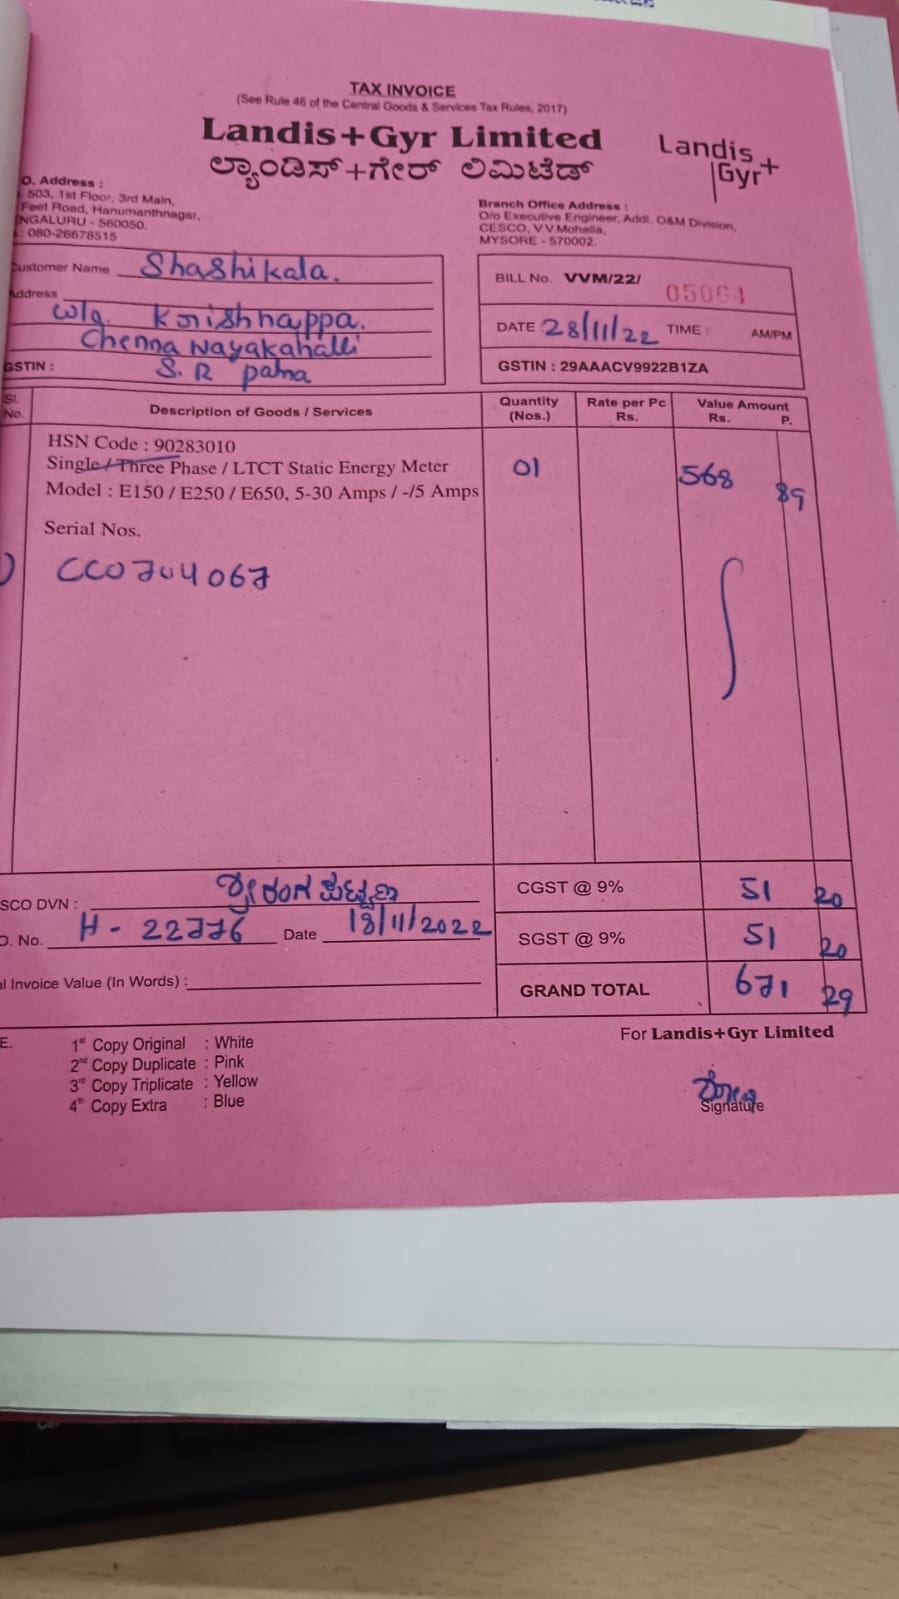 TAX INVOICE
(See Rule 46 of the Central Goods & Services Tax Rules, 2017)
Landis+Gyr Limited
ಲ್ಯಾಂಡಿಸ್+ಗೇರ್ ಲಿಮಿಟೆಡ್
Landis
Gyr+
O. Address :
503, 1st Floor, 3rd Main,
Feet Road, Hanumanthnagar,
NGALURU - 560050.
: 080-26678515
Branch Office Address :
O/o Executive Engineer, Addl. O&M Division,
CESCO, V.V.Mohalla,
MYSORE - 570002.
Customer Name Shashikala.
Address
w/o. Krishnappa.
Chenna Nayakahalli
GSTIN : S.R patna
BILL No. VVM/22/ 05064
DATE : 28/11/22 TIME : AM/PM
GSTIN : 29AAACV9922B1ZA
Sl. No. Description of Goods / Services Quantity (Nos.) Rate per Pc Rs. Value Amount Rs. P.
HSN Code : 90283010
Single / Three Phase / LTCT Static Energy Meter 01 568 89
Model : E150 / E250 / E650, 5-30 Amps / -/5 Amps
Serial Nos.
CC0704067
SCO DVN : CGST @ 9% 51 20
O. No. H - 22776 Date 18/11/2022 SGST @ 9% 51 20
l Invoice Value (In Words) : GRAND TOTAL 671 29
E. 1st Copy Original : White
2nd Copy Duplicate : Pink
3rd Copy Triplicate : Yellow
4th Copy Extra : Blue
For Landis+Gyr Limited
Signature